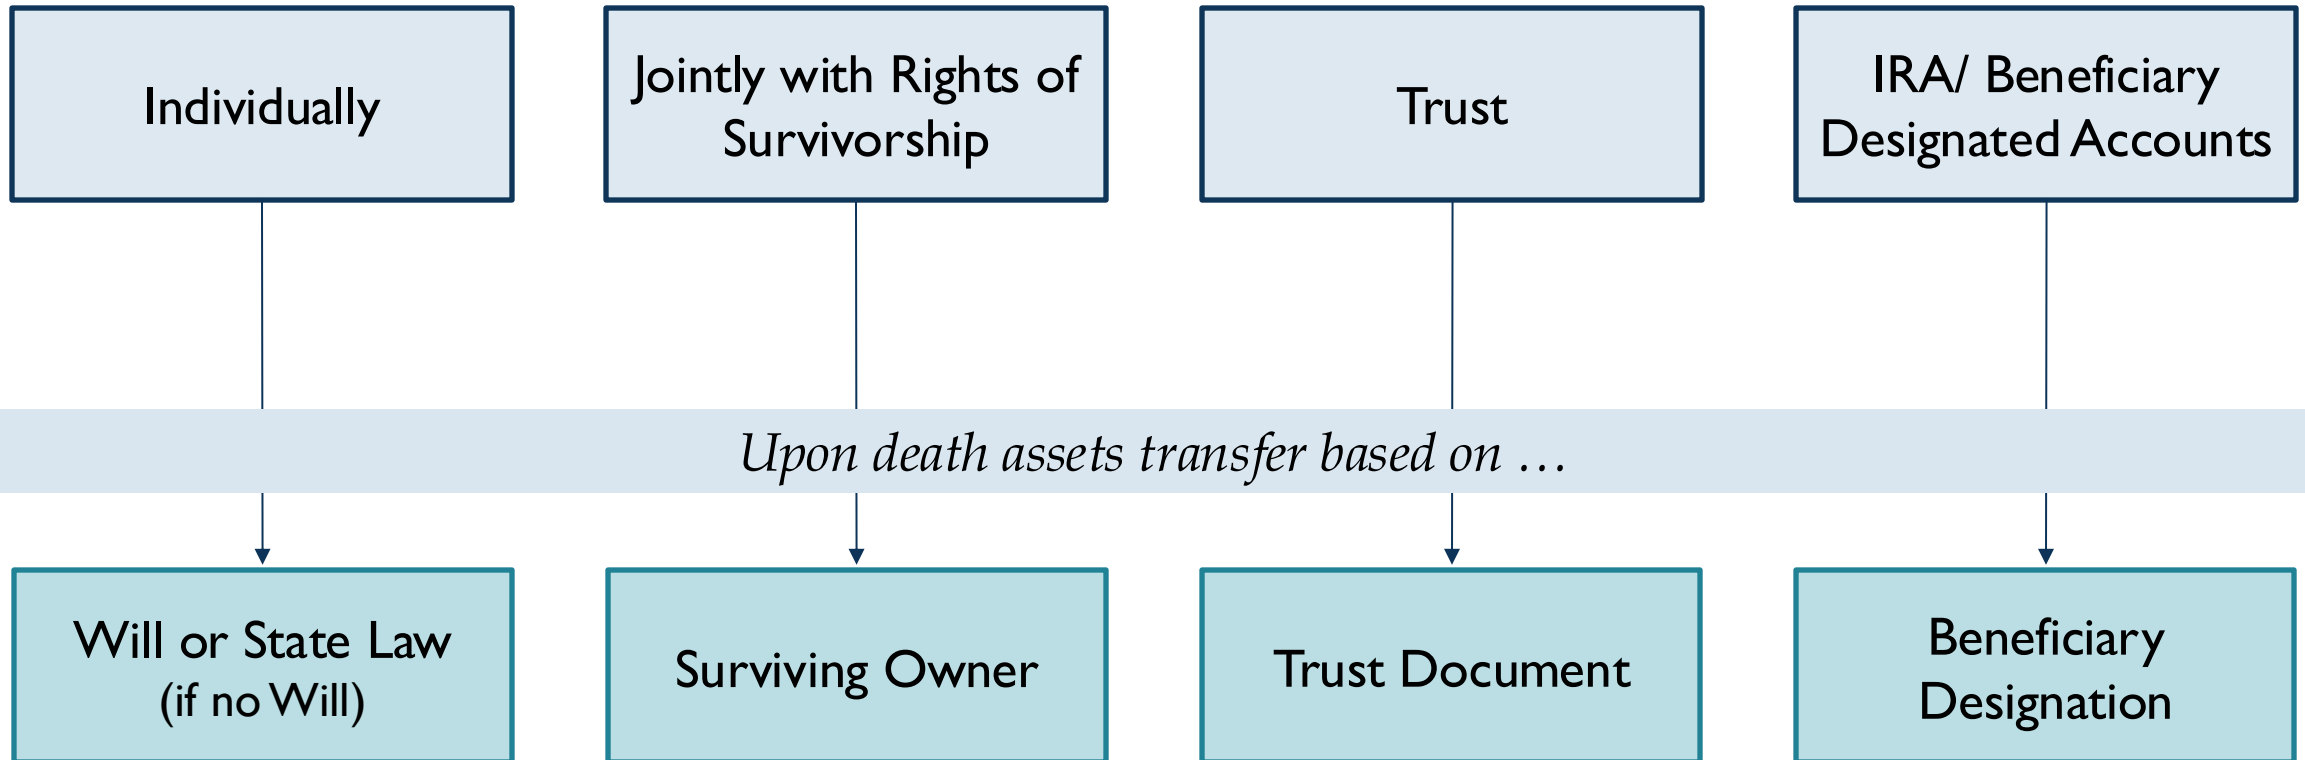 Individually
Jointly with Rights of
Survivorship
Trust
IRA/ Beneficiary
Designated Accounts
Upon death assets transfer based on …
Will or State Law
(if no Will)
Surviving Owner
Trust Document
Beneficiary
Designation